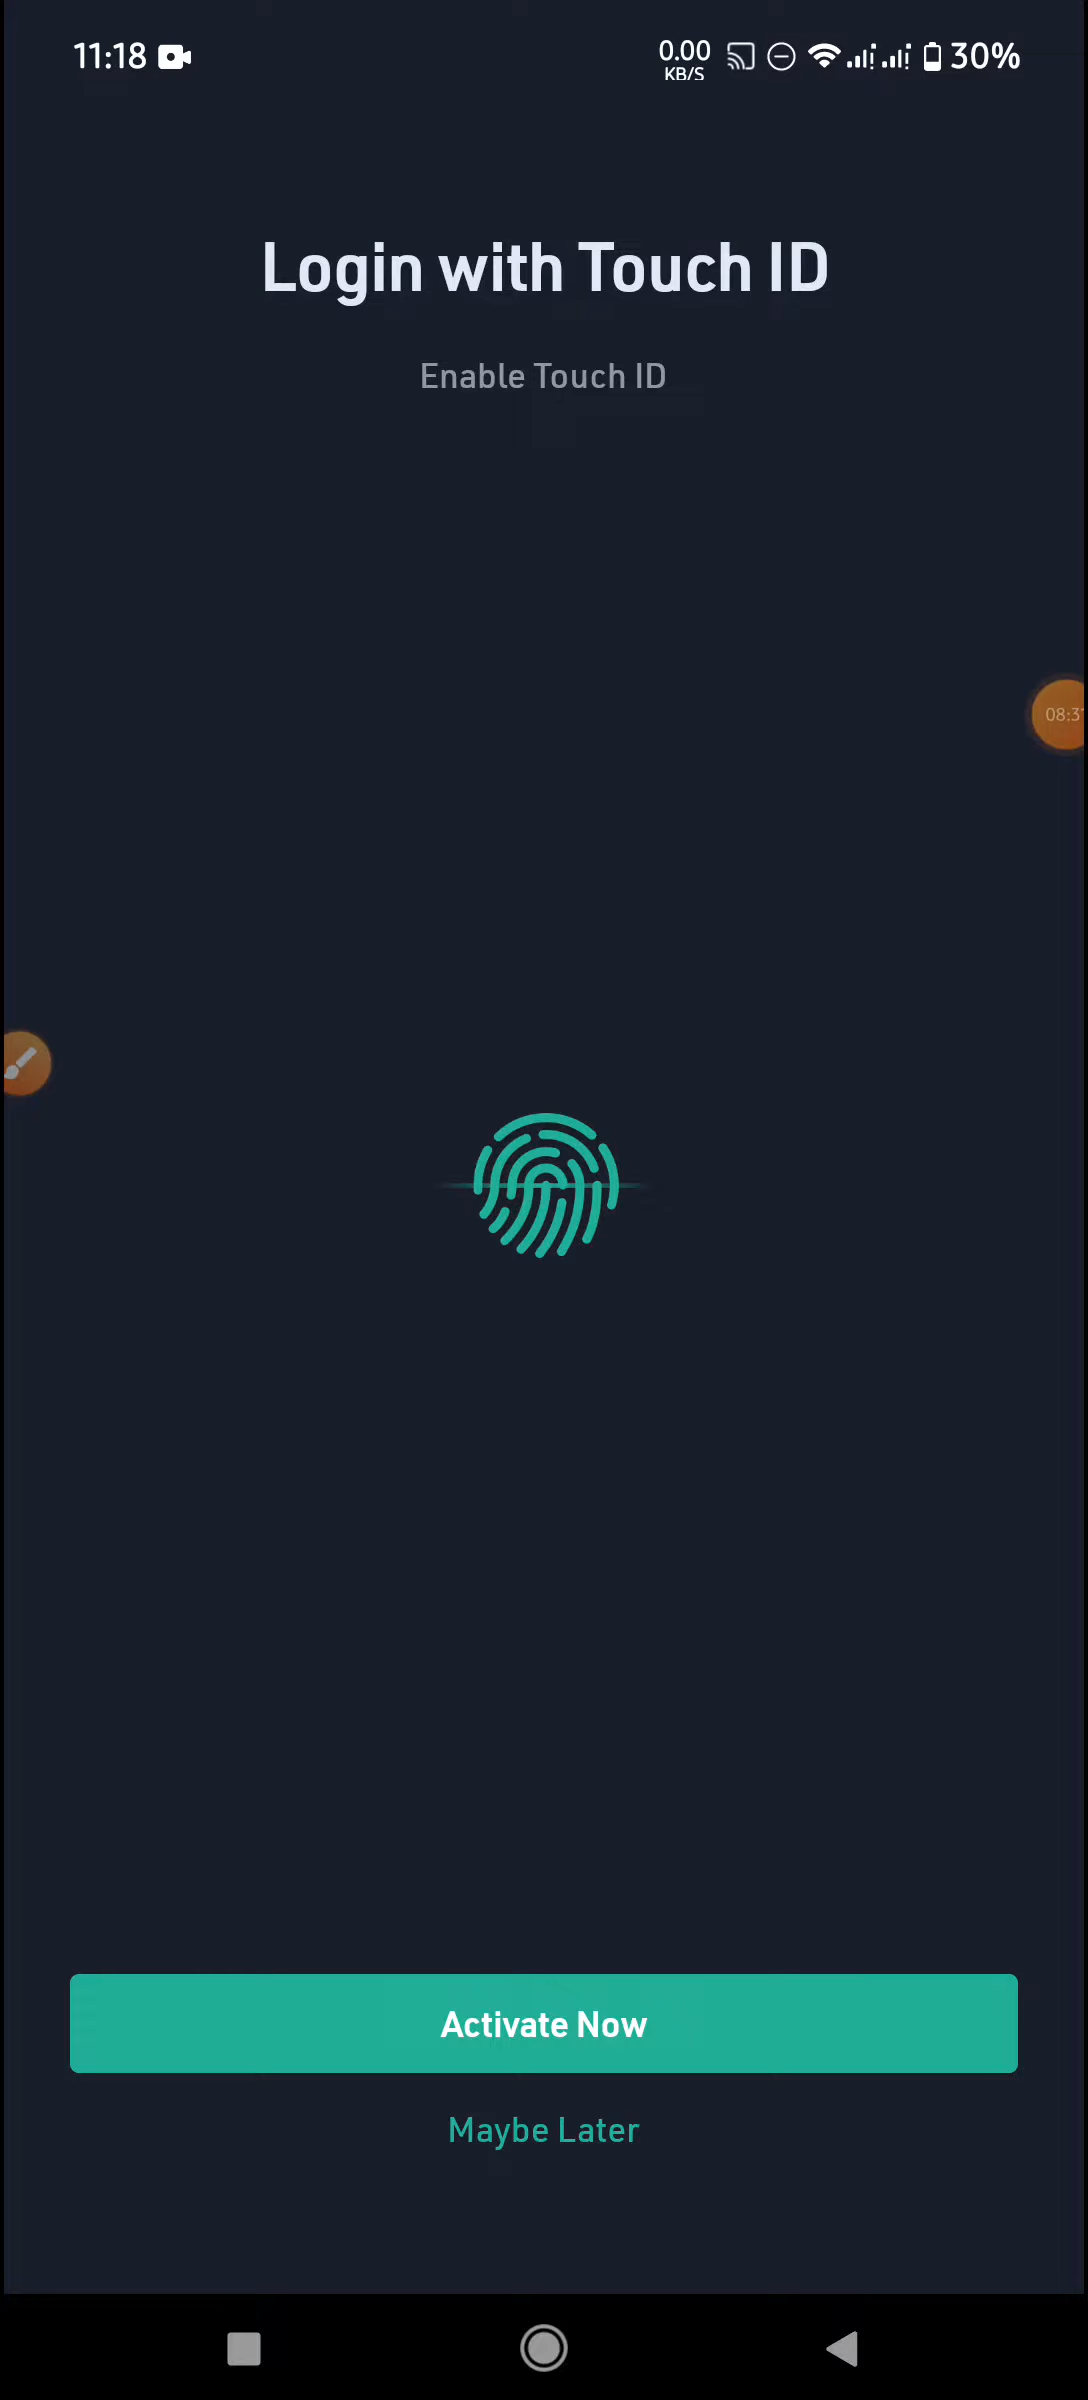 11:18
0.00
KB/S
30%
Login with Touch ID
Enable Touch ID
Activate Now
Maybe Later